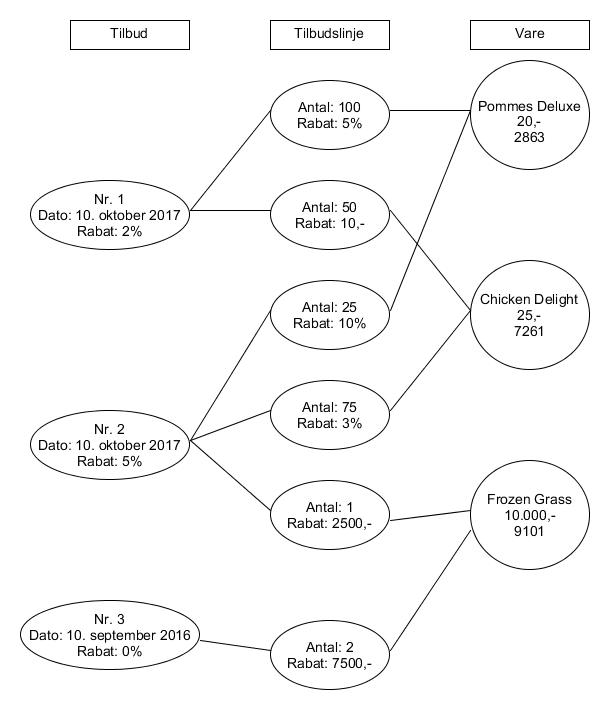 Tilbud
Tilbudslinje
Vare
Antal: 100
Rabat: 5%
Pommes Deluxe
20,-
2863
Nr. 1
Dato: 10. oktober 2017
Rabat: 2%
Antal: 50
Rabat: 10,-
Antal: 25
Rabat: 10%
Chicken Delight
25,-
7261
Antal: 75
Rabat: 3%
Nr. 2
Dato: 10. oktober 2017
Rabat: 5%
Antal: 1
Rabat: 2500,-
Frozen Grass
10.000,-
9101
Nr. 3
Dato: 10. september 2016
Rabat: 0%
Antal: 2
Rabat: 7500,-